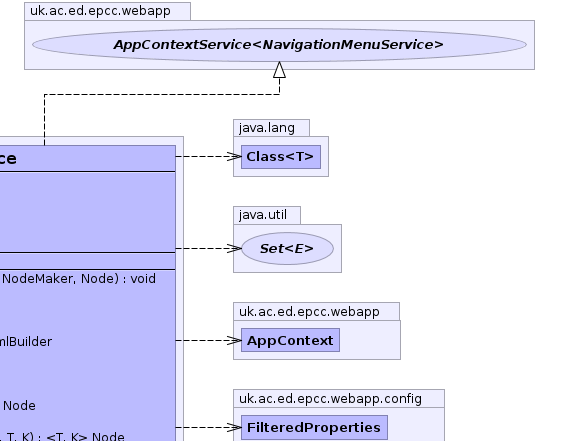 uk.ac.ed.epcc.webapp
AppContextService<NavigationMenuService>
java.lang
Class<T>
ce
java.util
Set<E>
NodeMaker, Node) : void
uk.ac.ed.epcc.webapp
AppContext
mlBuilder
uk.ac.ed.epcc.webapp.config
Node
FilteredProperties
, T, K) : <T, K> Node